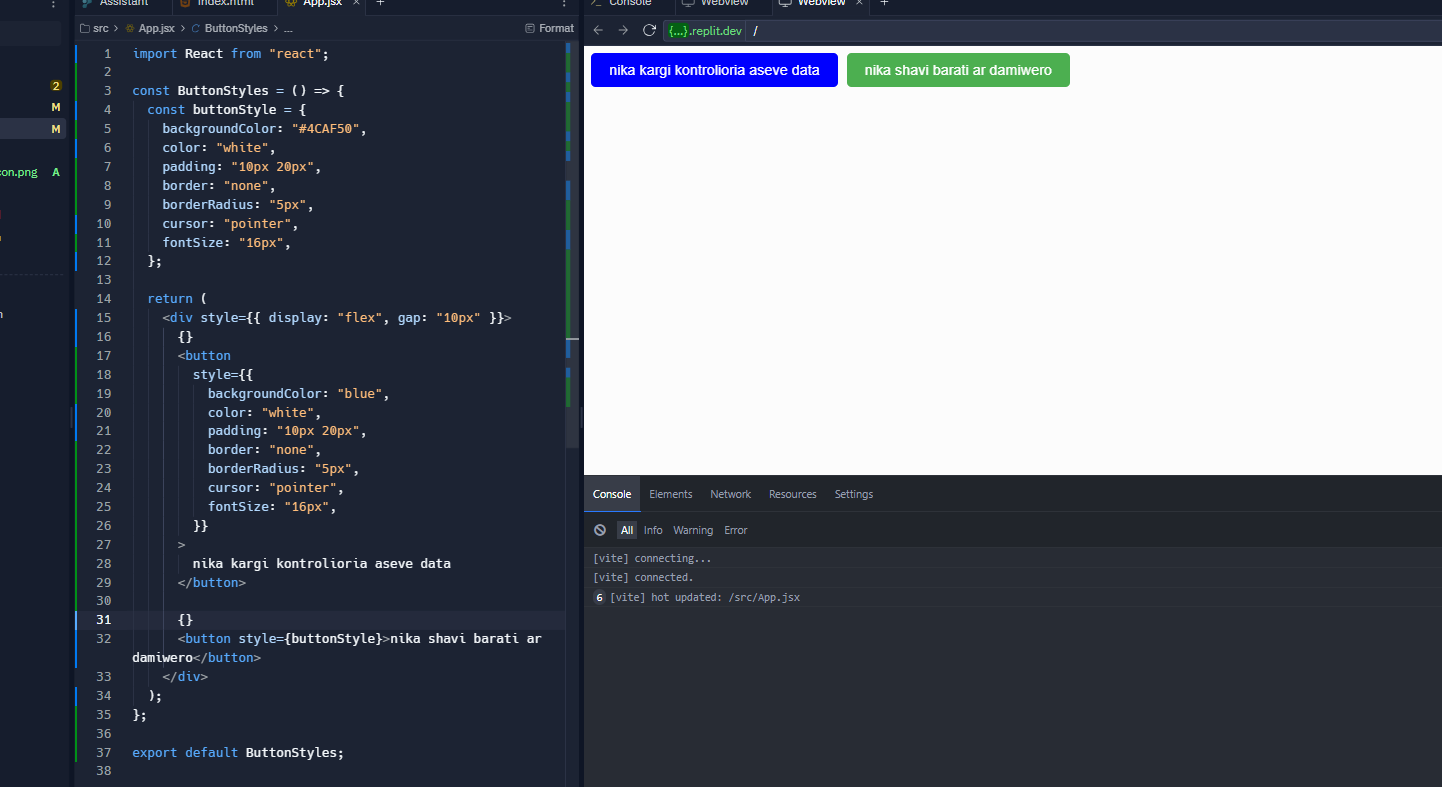 Assistant
index.html
App.jsx
Console
Webview
Webview
src > App.jsx > ButtonStyles > ...
Format
{...}.replit.dev /
2
M
M
con.png A
1 import React from "react";
2
3 const ButtonStyles = () => {
4 const buttonStyle = {
5 backgroundColor: "#4CAF50",
6 color: "white",
7 padding: "10px 20px",
8 border: "none",
9 borderRadius: "5px",
10 cursor: "pointer",
11 fontSize: "16px",
12 };
13
14 return (
15 <div style={{ display: "flex", gap: "10px" }}>
16 {}
17 <button
18 style={{
19 backgroundColor: "blue",
20 color: "white",
21 padding: "10px 20px",
22 border: "none",
23 borderRadius: "5px",
24 cursor: "pointer",
25 fontSize: "16px",
26 }}
27 >
28 nika kargi kontrolioria aseve data
29 </button>
30
31 {}
32 <button style={buttonStyle}>nika shavi barati ar
damiwero</button>
33 </div>
34 );
35 };
36
37 export default ButtonStyles;
38
nika kargi kontrolioria aseve data
nika shavi barati ar damiwero
Console Elements Network Resources Settings
All Info Warning Error
[vite] connecting...
[vite] connected.
6 [vite] hot updated: /src/App.jsx